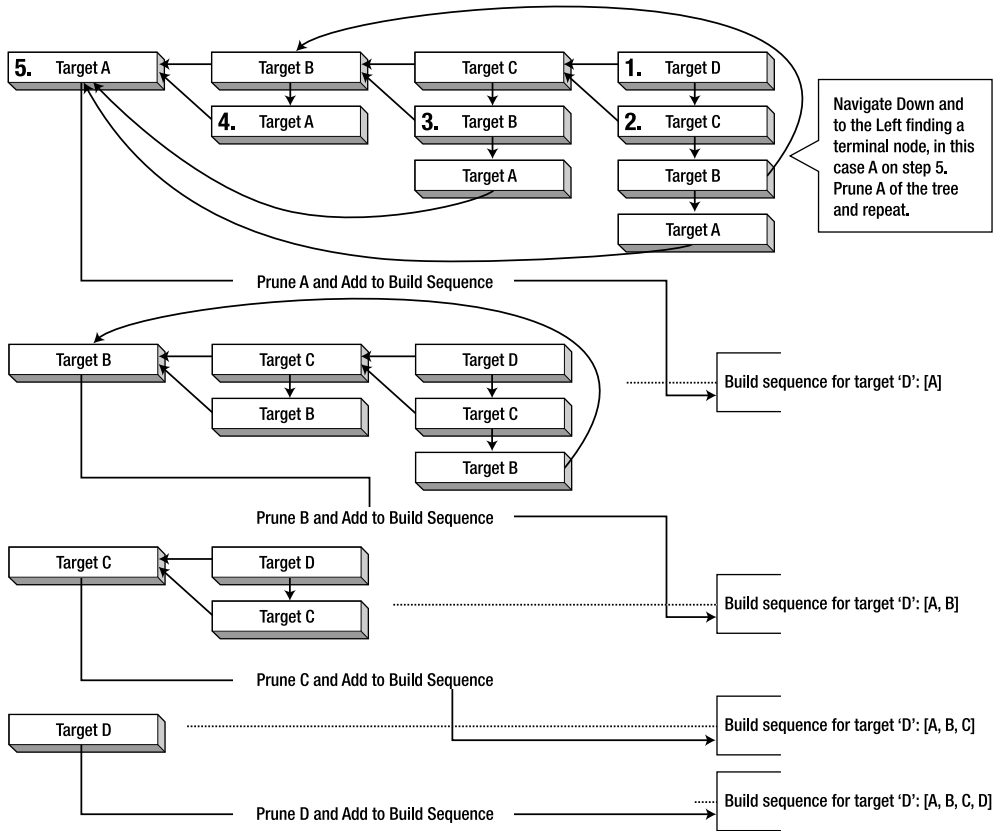 5. Target A
Target B
Target C
1. Target D
4. Target A
3. Target B
2. Target C
Target A
Target B
Target A
Navigate Down and
to the Left finding a
terminal node, in this
case A on step 5.
Prune A of the tree
and repeat.
Prune A and Add to Build Sequence
Target B
Target C
Target D
Build sequence for target ‘D’: [A]
Target B
Target C
Target B
Prune B and Add to Build Sequence
Target C
Target D
Target C
Build sequence for target ‘D’: [A, B]
Prune C and Add to Build Sequence
Target D
Build sequence for target ‘D’: [A, B, C]
Prune D and Add to Build Sequence
Build sequence for target ‘D’: [A, B, C, D]